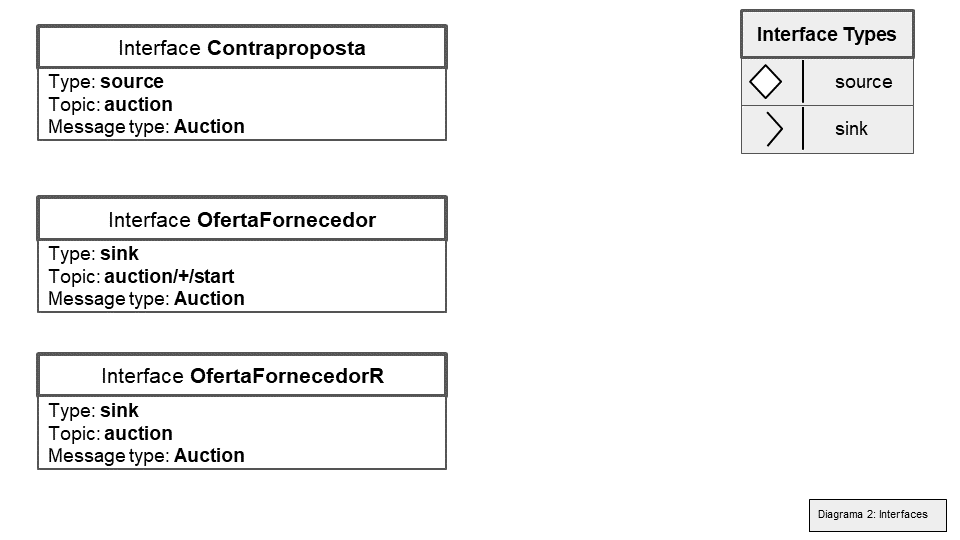 Interface Contraproposta
Type: source
Topic: auction
Message type: Auction
Interface OfertaFornecedor
Type: sink
Topic: auction/+/start
Message type: Auction
Interface OfertaFornecedorR
Type: sink
Topic: auction
Message type: Auction
Interface Types
source
sink
Diagrama 2: Interfaces